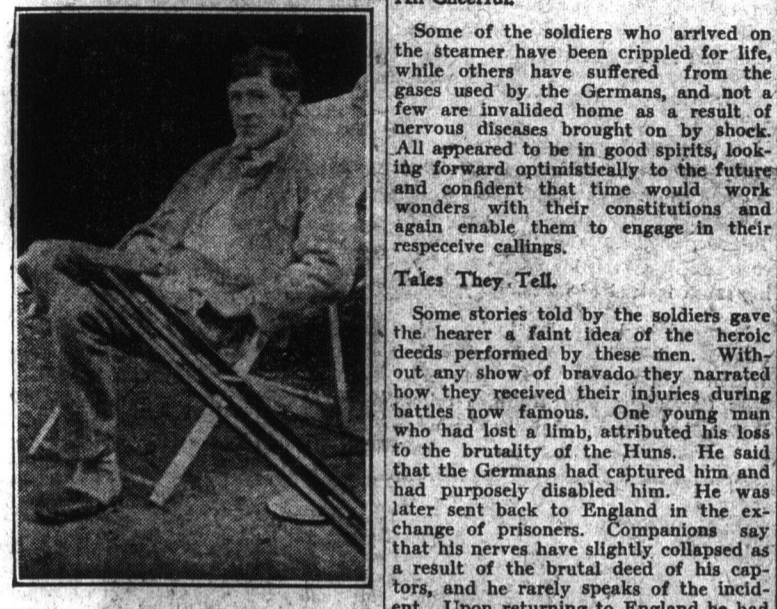 All Cheerful.
Some of the soldiers who arrived on
the steamer have been crippled for life,
while others have suffered from the
gases used by the Germans, and not a
few are invalided home as a result of
nervous diseases brought on by shock.
All appeared to be in good spirits, look-
ing forward optimistically to the future
and confident that time would work
wonders with their constitutions and
again enable them to engage in their
respeceive callings.
Tales They Tell.
Some stories told by the soldiers gave
the hearer a faint idea of the heroic
deeds performed by these men. With-
out any show of bravado they narrated
how they received their injuries during
battles now famous. One young man
who had lost a limb, attributed his loss
to the brutality of the Huns. He said
that the Germans had captured him and
had purposely disabled him. He was
later sent back to England in the ex-
change of prisoners. Companions say
that his nerves have slightly collapsed as
a result of the brutal deed of his cap-
tors, and he rarely speaks of the incid-
ent. Upon returning to England he had